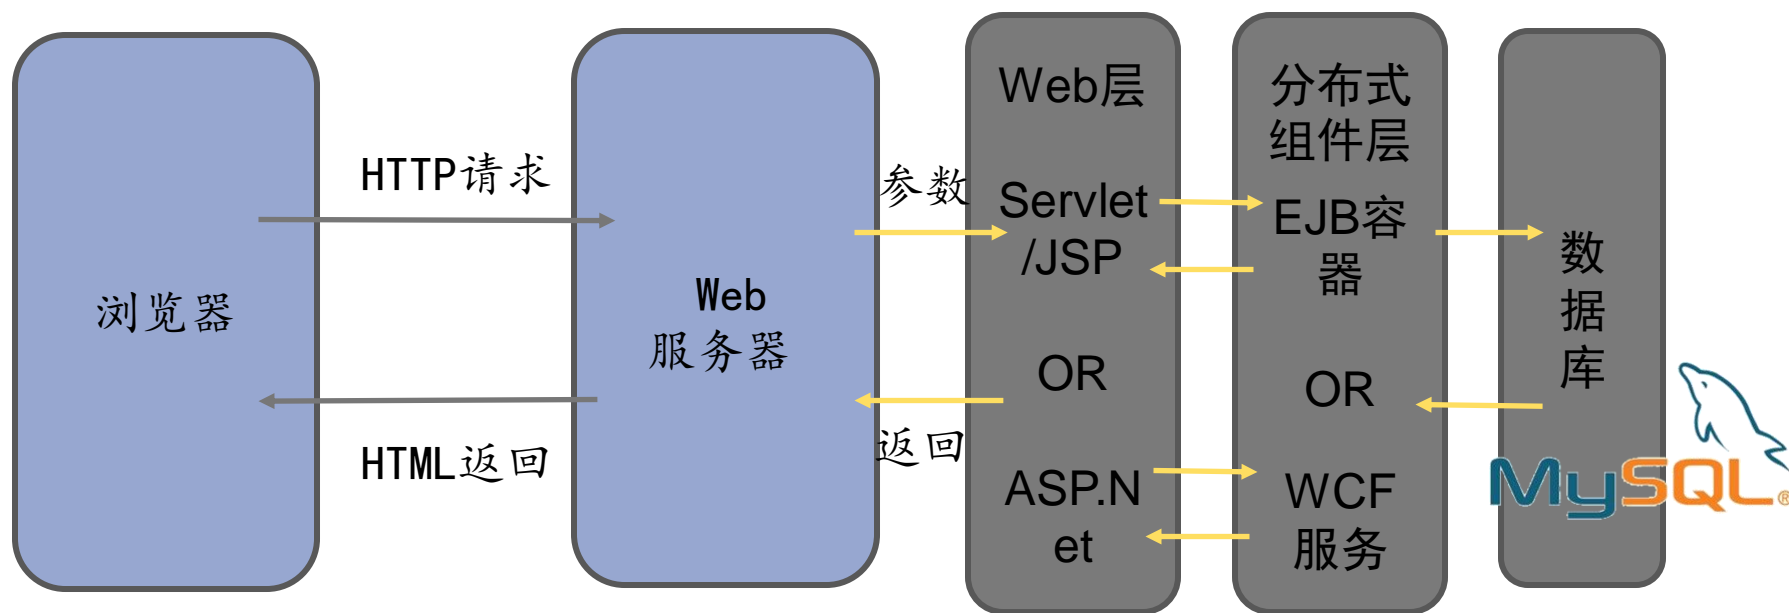 浏览器
HTTP请求
HTML返回
Web
服务器
参数
返回
Web层
Servlet
/JSP
OR
ASP.N
et
分布式
组件层
EJB容
器
OR
WCF
服务
数
据
库
MySQL®